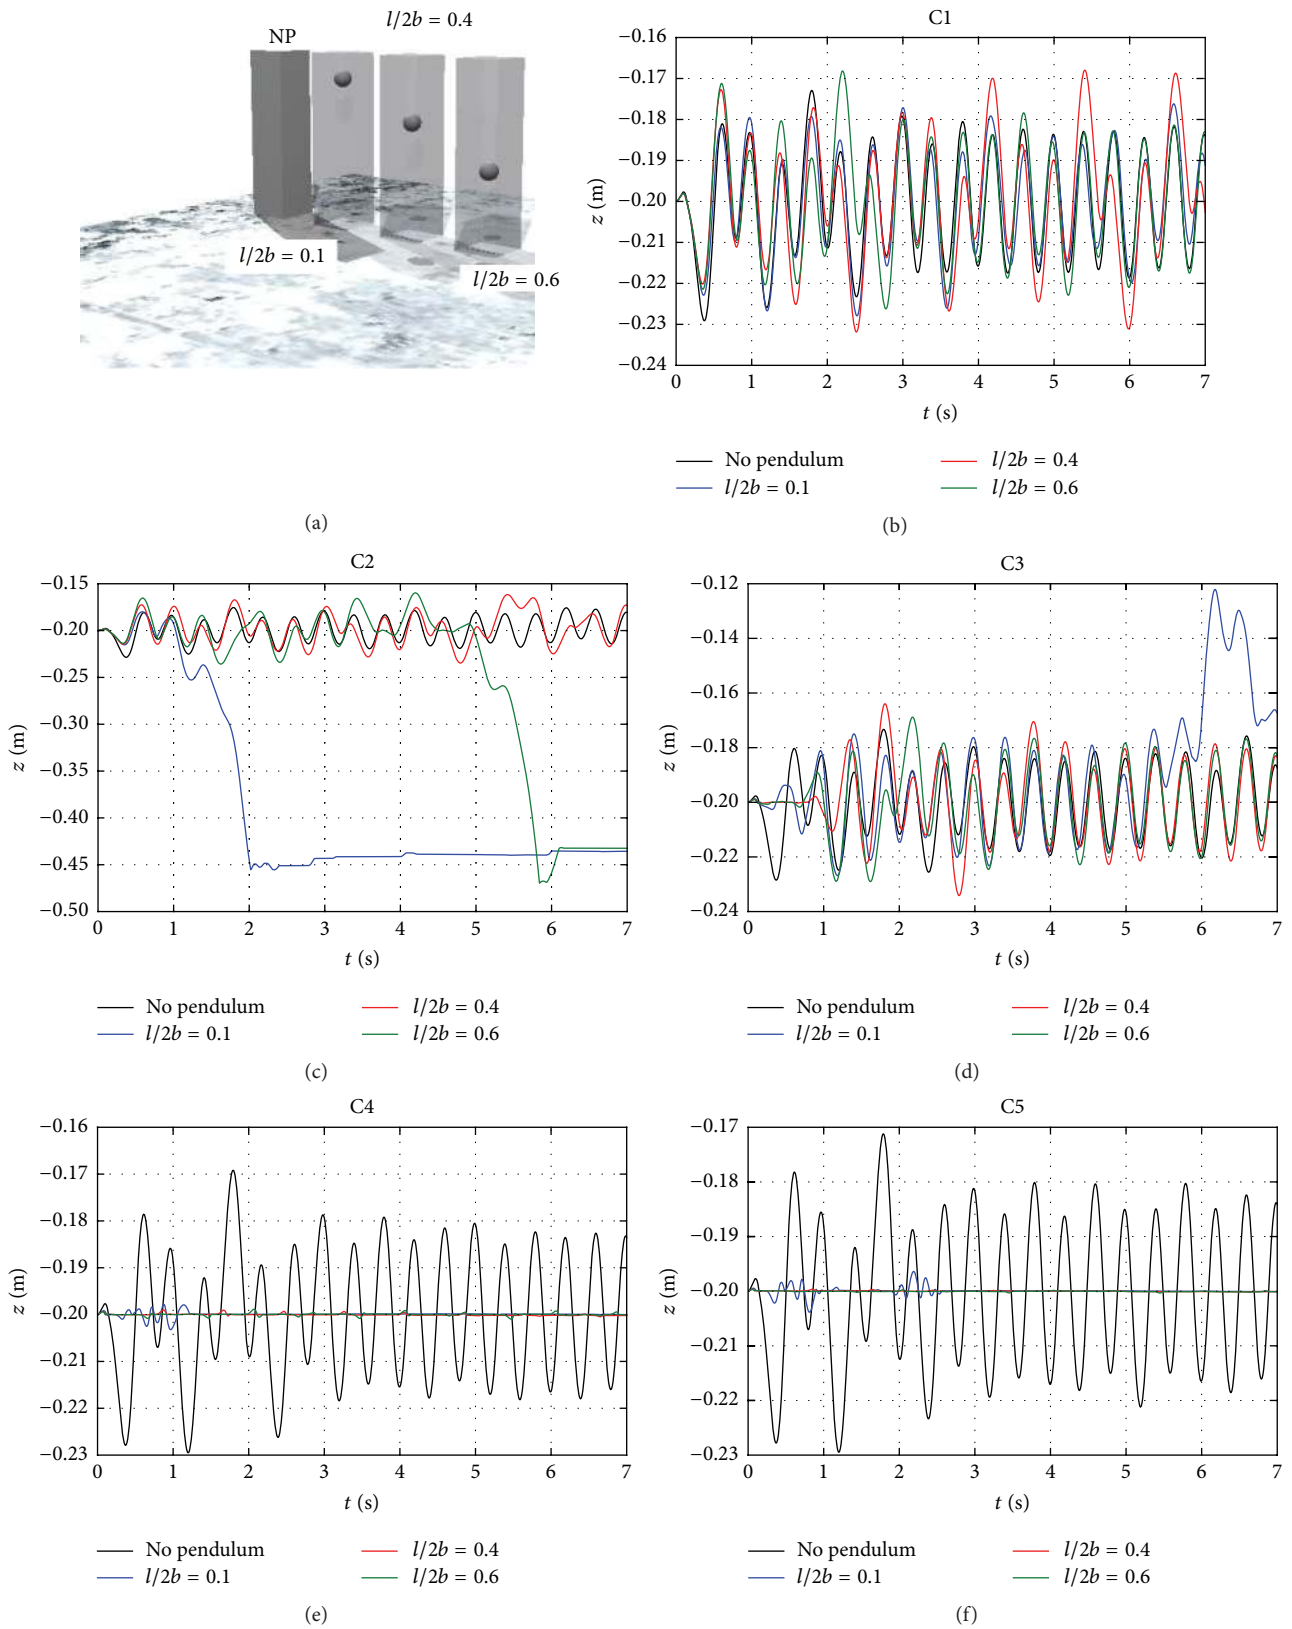 l/2b = 0.4
NP
l/2b = 0.1
l/2b = 0.6
(a)
C1
−0.16
−0.17
−0.18
−0.19
−0.20
−0.21
−0.22
−0.23
−0.24
z (m)
0 1 2 3 4 5 6 7
t (s)
No pendulum
l/2b = 0.1
l/2b = 0.4
l/2b = 0.6
(b)
C2
−0.15
−0.20
−0.25
−0.30
−0.35
−0.40
−0.45
−0.50
z (m)
0 1 2 3 4 5 6 7
t (s)
No pendulum
l/2b = 0.1
l/2b = 0.4
l/2b = 0.6
(c)
C3
−0.12
−0.14
−0.16
−0.18
−0.20
−0.22
−0.24
z (m)
0 1 2 3 4 5 6 7
t (s)
No pendulum
l/2b = 0.1
l/2b = 0.4
l/2b = 0.6
(d)
C4
−0.16
−0.17
−0.18
−0.19
−0.20
−0.21
−0.22
−0.23
z (m)
0 1 2 3 4 5 6 7
t (s)
No pendulum
l/2b = 0.1
l/2b = 0.4
l/2b = 0.6
(e)
C5
−0.17
−0.18
−0.19
−0.20
−0.21
−0.22
−0.23
z (m)
0 1 2 3 4 5 6 7
t (s)
No pendulum
l/2b = 0.1
l/2b = 0.4
l/2b = 0.6
(f)